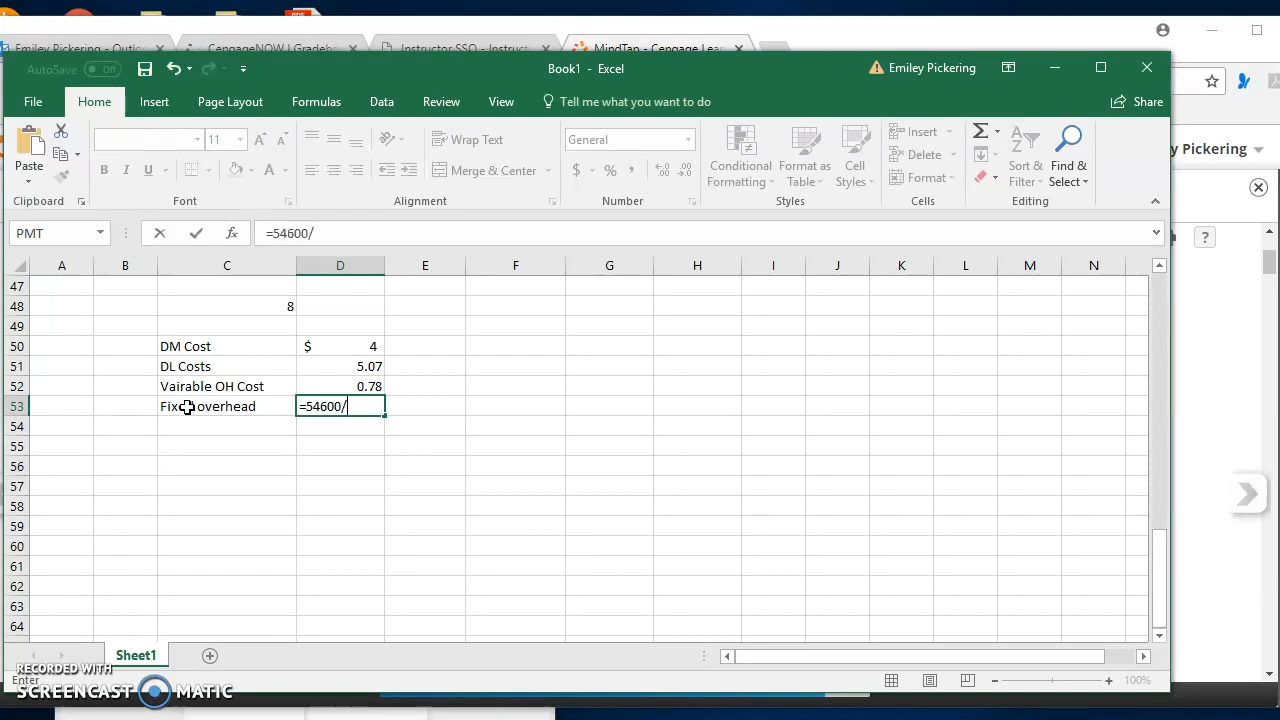 Emiley Pickering - Outlo
CengageNOW | Gradeb
Instructor SSO - Instruct
MindTap - Cengage Lea
AutoSave Off
Book1 - Excel
Emiley Pickering
File Home Insert Page Layout Formulas Data Review View Tell me what you want to do Share
Paste
11
Wrap Text
General
Conditional Formatting
Format as Table
Cell Styles
Insert
Delete
Format
Sort & Filter
Find & Select
B I U
A
Merge & Center
$ % ,
Clipboard Font Alignment Number Styles Cells Editing
y Pickering
?
PMT
fx
=54600/
A B C D E F G H I J K L M N
47
48 8
49
50 DM Cost $ 4
51 DL Costs 5.07
52 Vairable OH Cost 0.78
53 Fix overhead =54600/
54
55
56
57
58
59
60
61
62
63
64
Sheet1
RECORDED WITH
SCREENCAST MATIC
Enter
100%